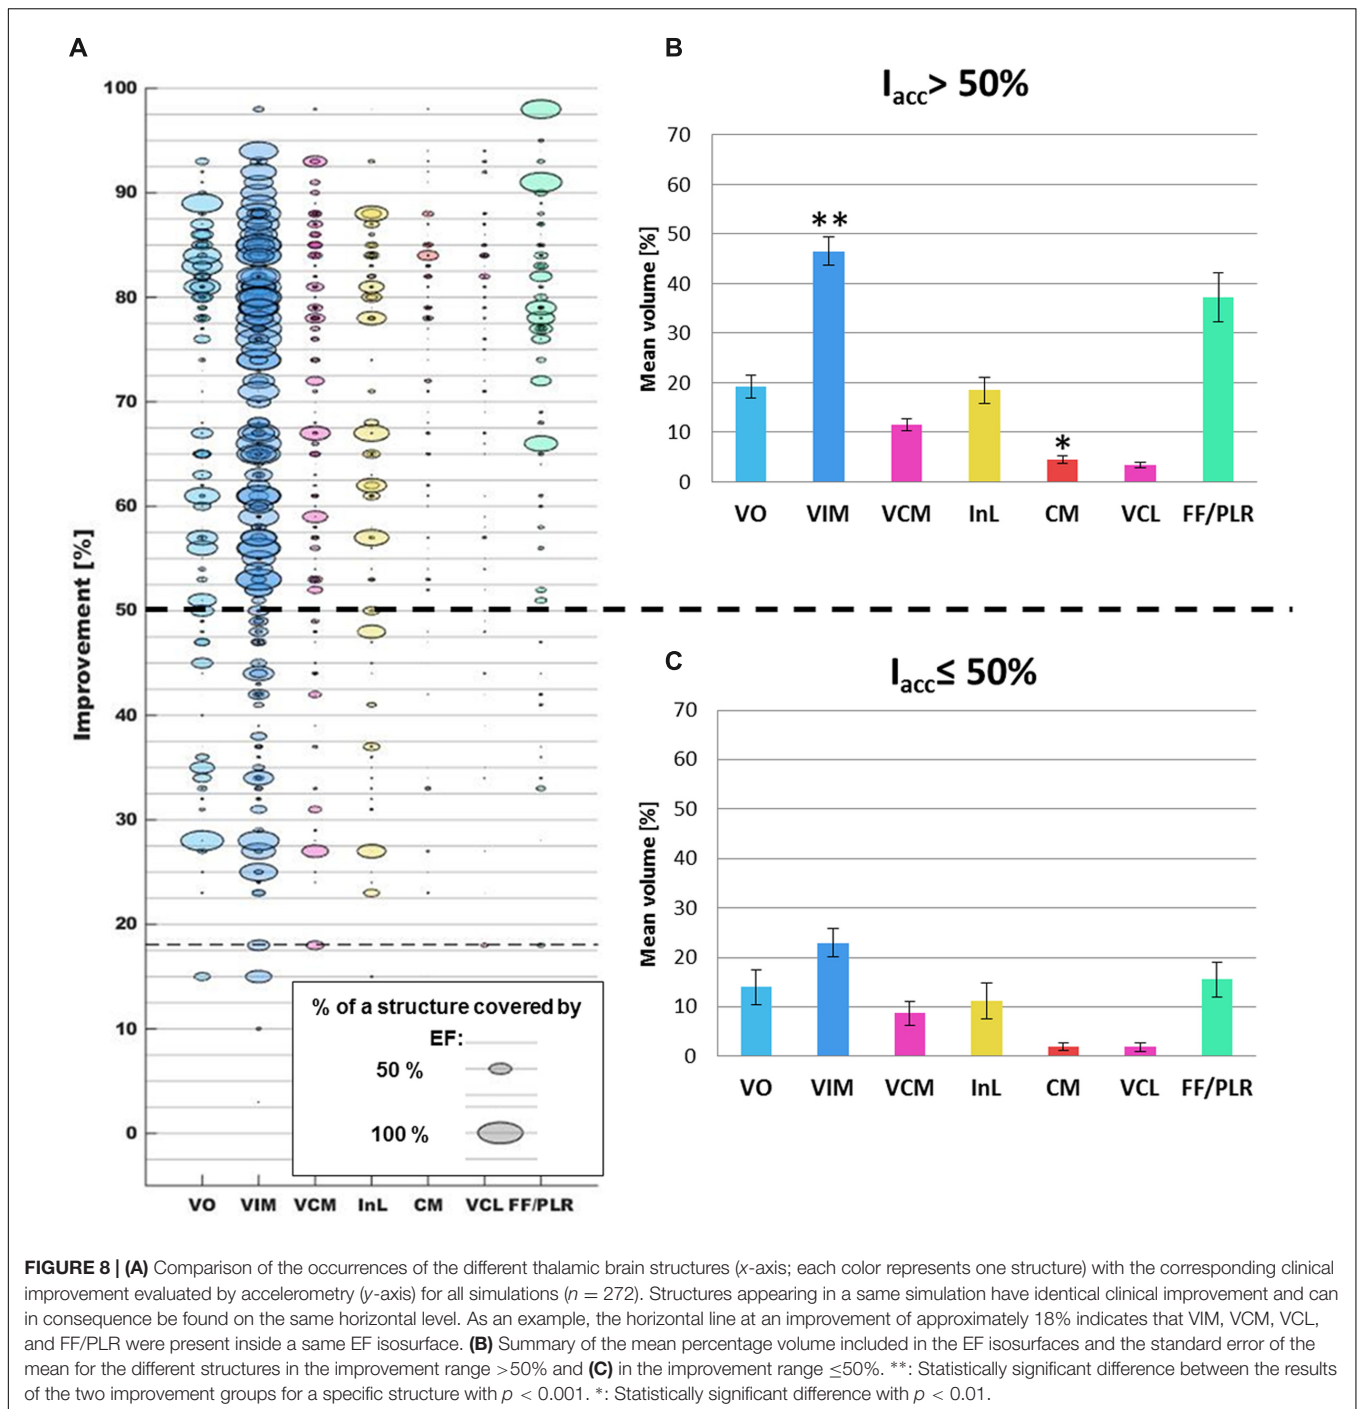 A
100
90
80
70
60
50
40
30
20
10
0
Improvement [%]
VO VIM VCM InL CM VCL FF/PLR
% of a structure covered by
EF:
50 %
100 %
B
Iacc> 50%
70
60
50
40
30
20
10
0
Mean volume [%]
**
*
VO VIM VCM InL CM VCL FF/PLR
C
Iacc≤ 50%
70
60
50
40
30
20
10
0
Mean volume [%]
VO VIM VCM InL CM VCL FF/PLR
FIGURE 8 | (A) Comparison of the occurrences of the different thalamic brain structures (x-axis; each color represents one structure) with the corresponding clinical
improvement evaluated by accelerometry (y-axis) for all simulations (n = 272). Structures appearing in a same simulation have identical clinical improvement and can
in consequence be found on the same horizontal level. As an example, the horizontal line at an improvement of approximately 18% indicates that VIM, VCM, VCL,
and FF/PLR were present inside a same EF isosurface. (B) Summary of the mean percentage volume included in the EF isosurfaces and the standard error of the
mean for the different structures in the improvement range >50% and (C) in the improvement range ≤50%. **: Statistically significant difference between the results
of the two improvement groups for a specific structure with p < 0.001. *: Statistically significant difference with p < 0.01.